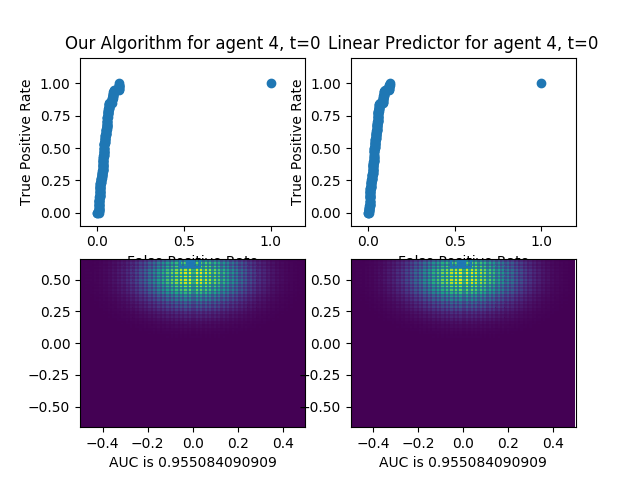 Our Algorithm for agent 4, t=0
Linear Predictor for agent 4, t=0
True Positive Rate
1.00
0.75
0.50
0.25
0.00
0.0 0.5 1.0
False Positive Rate
True Positive Rate
1.00
0.75
0.50
0.25
0.00
0.0 0.5 1.0
False Positive Rate
0.50
0.25
0.00
−0.25
−0.50
−0.4 −0.2 0.0 0.2 0.4
AUC is 0.955084090909
0.50
0.25
0.00
−0.25
−0.50
−0.4 −0.2 0.0 0.2 0.4
AUC is 0.955084090909